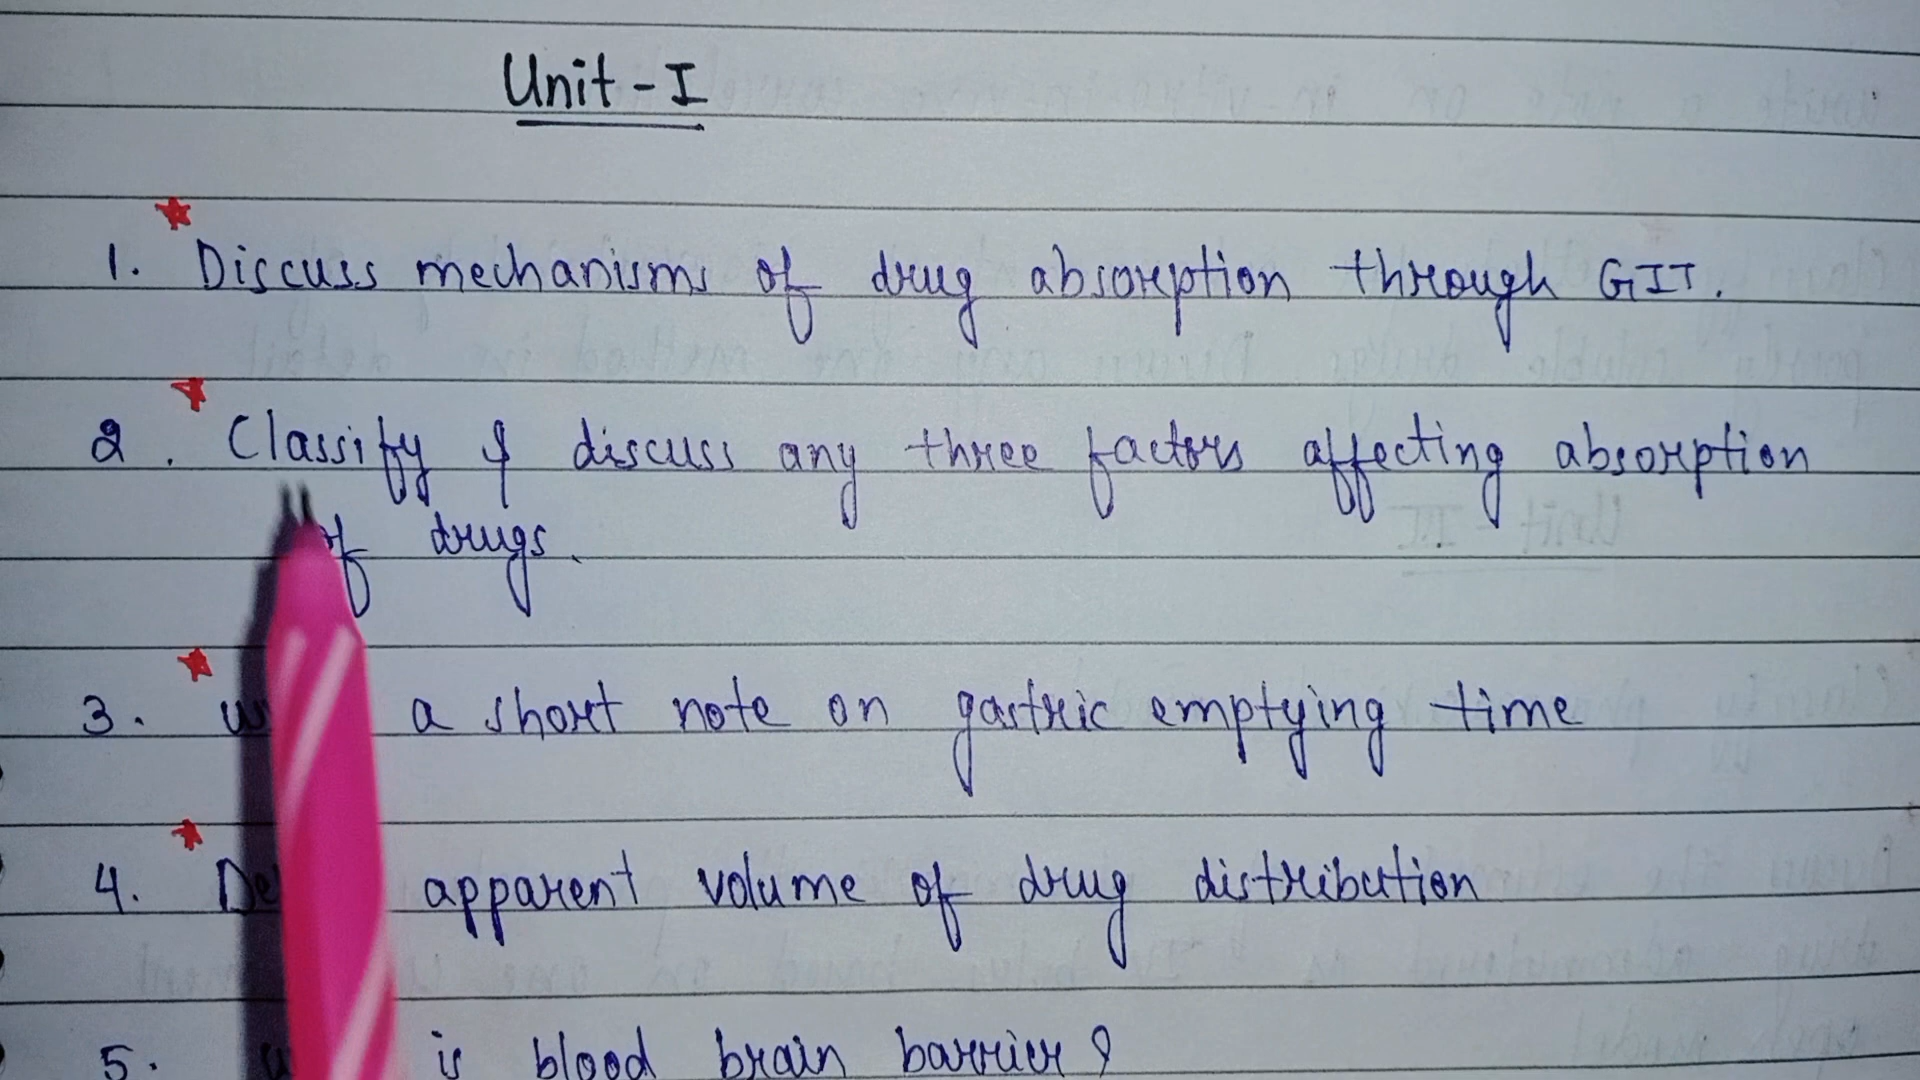 Unit-I
1. Discuss mechanisms of drug absorption through GIT.
2. Classify & discuss any three factors affecting absorption
of drugs.
3. a short note on gastric emptying time
4. apparent volume of drug distribution
5. is blood brain barrier?